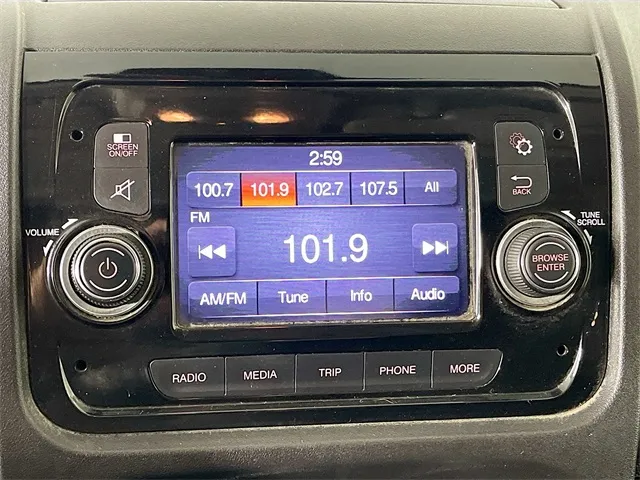 2:59
SCREEN
ON/OFF
100.7 101.9 102.7 107.5 All
BACK
FM
VOLUME
TUNE
SCROLL
101.9
BROWSE
ENTER
AM/FM Tune Info Audio
RADIO MEDIA TRIP PHONE MORE